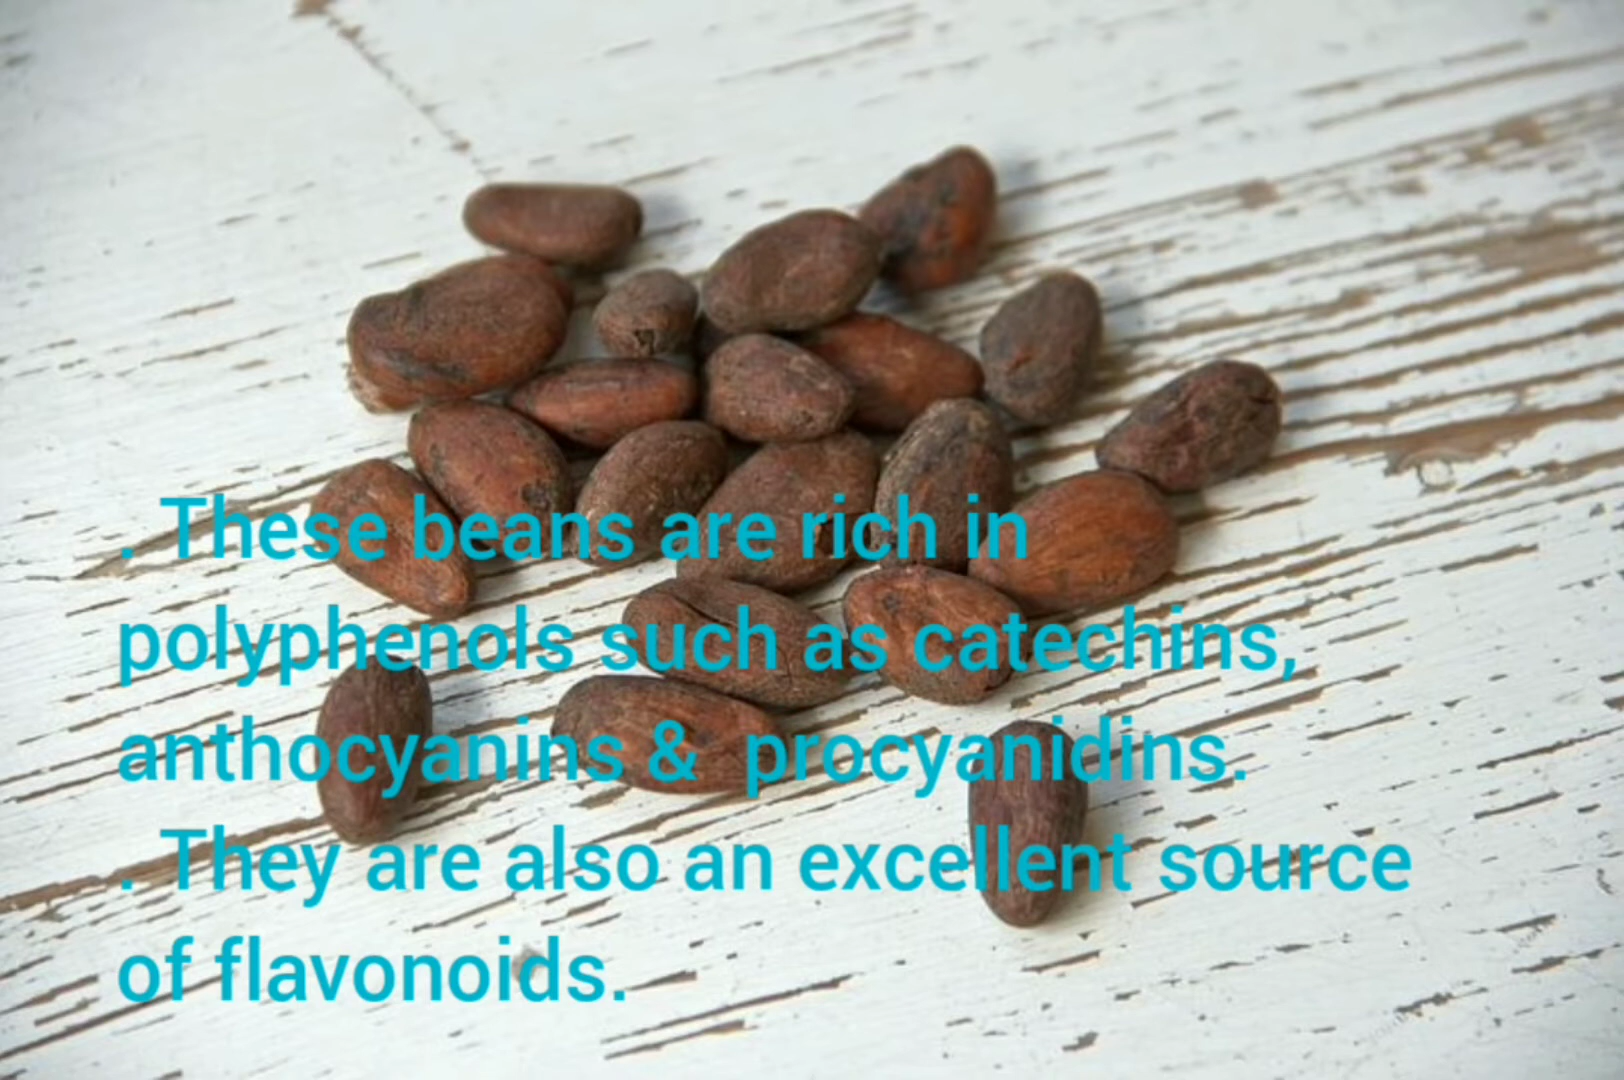 . These beans are rich in
polyphenols such as catechins,
anthocyanins &  procyanidins.
. They are also an excellent source
of flavonoids.